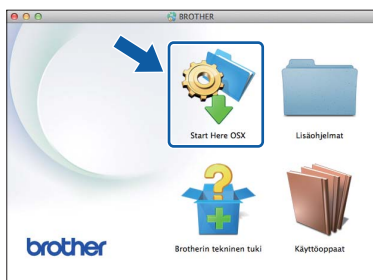 BROTHER
Start Here OSX
Lisäohjelmat
Brotherin tekninen tuki
Käyttöoppaat
brother